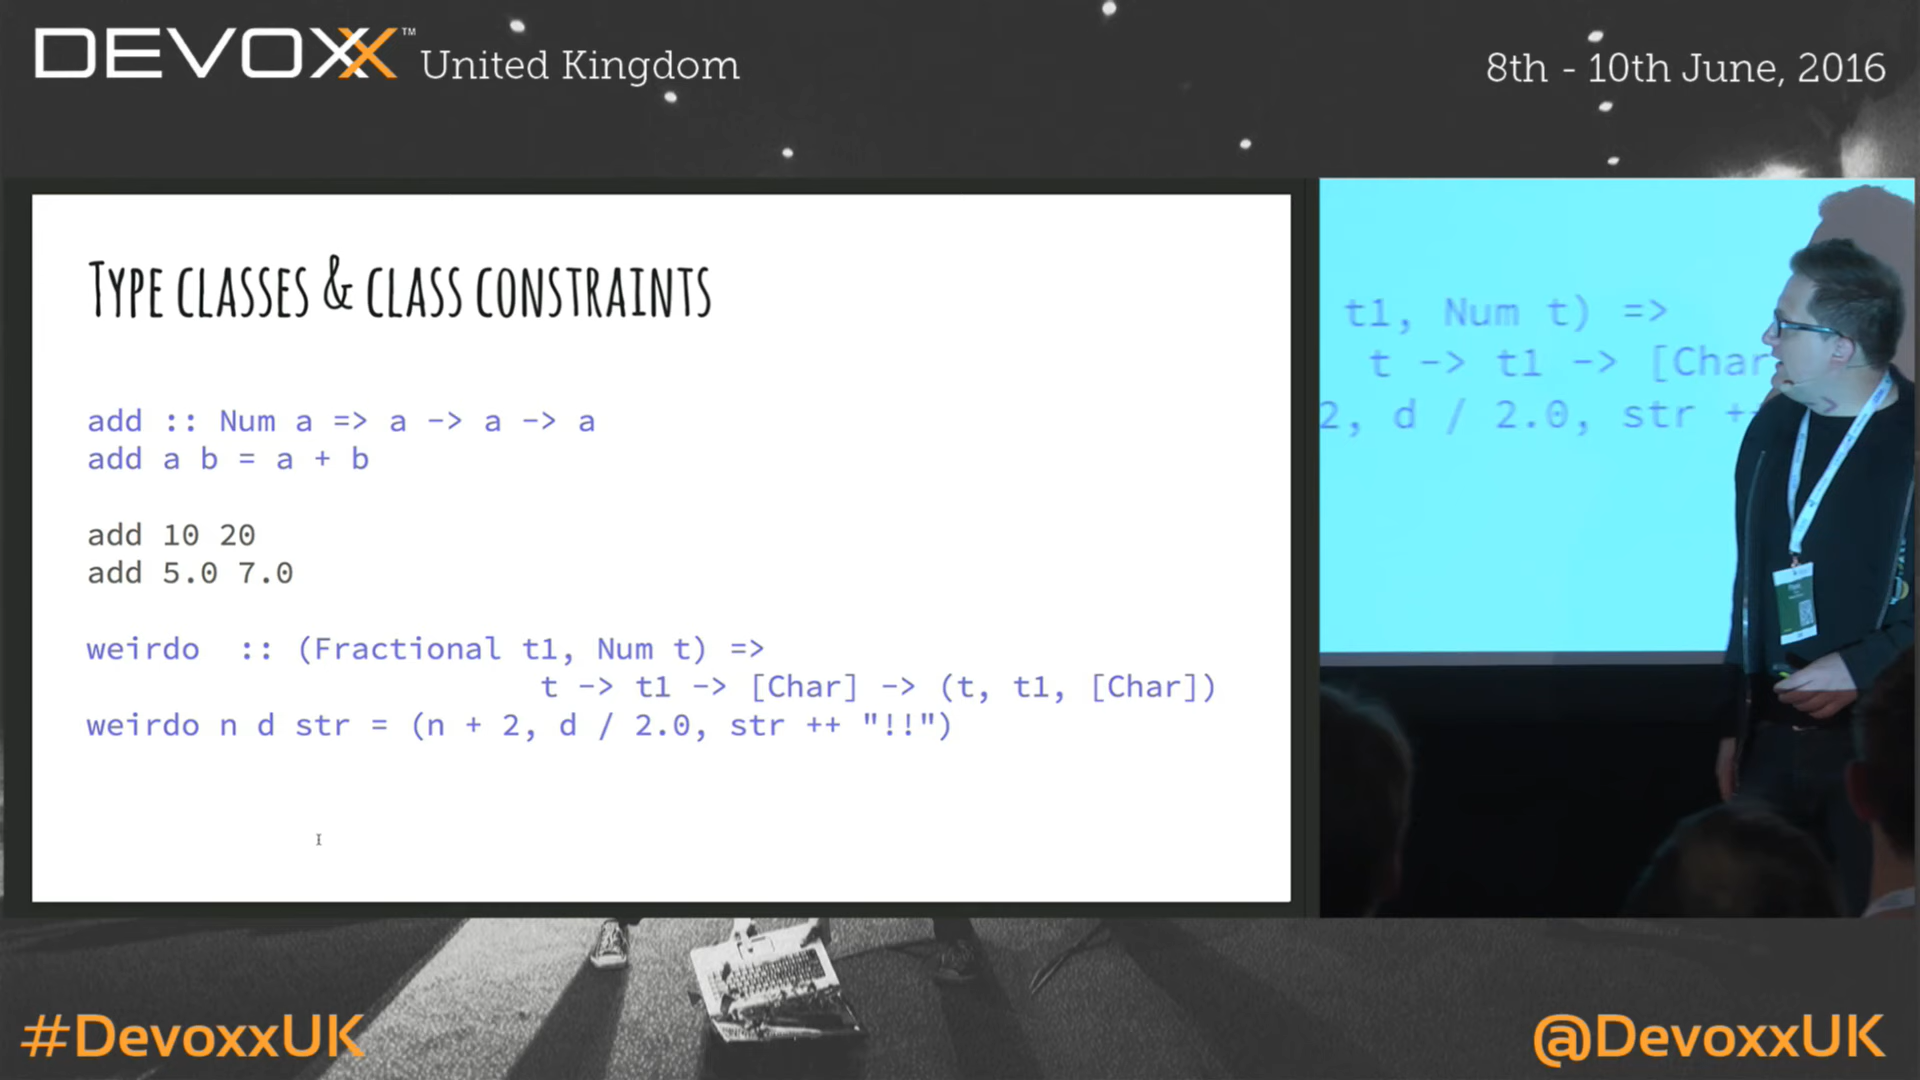 DEVOXX™ United Kingdom
8th - 10th June, 2016
TYPE CLASSES & CLASS CONSTRAINTS
add :: Num a => a -> a -> a
add a b = a + b
add 10 20
add 5.0 7.0
weirdo  :: (Fractional t1, Num t) =>
t -> t1 -> [Char] -> (t, t1, [Char])
weirdo n d str = (n + 2, d / 2.0, str ++ "!!")
t1, Num t) =>
t -> t1 -> [Char
2, d / 2.0, str +
#DevoxxUK
@DevoxxUK